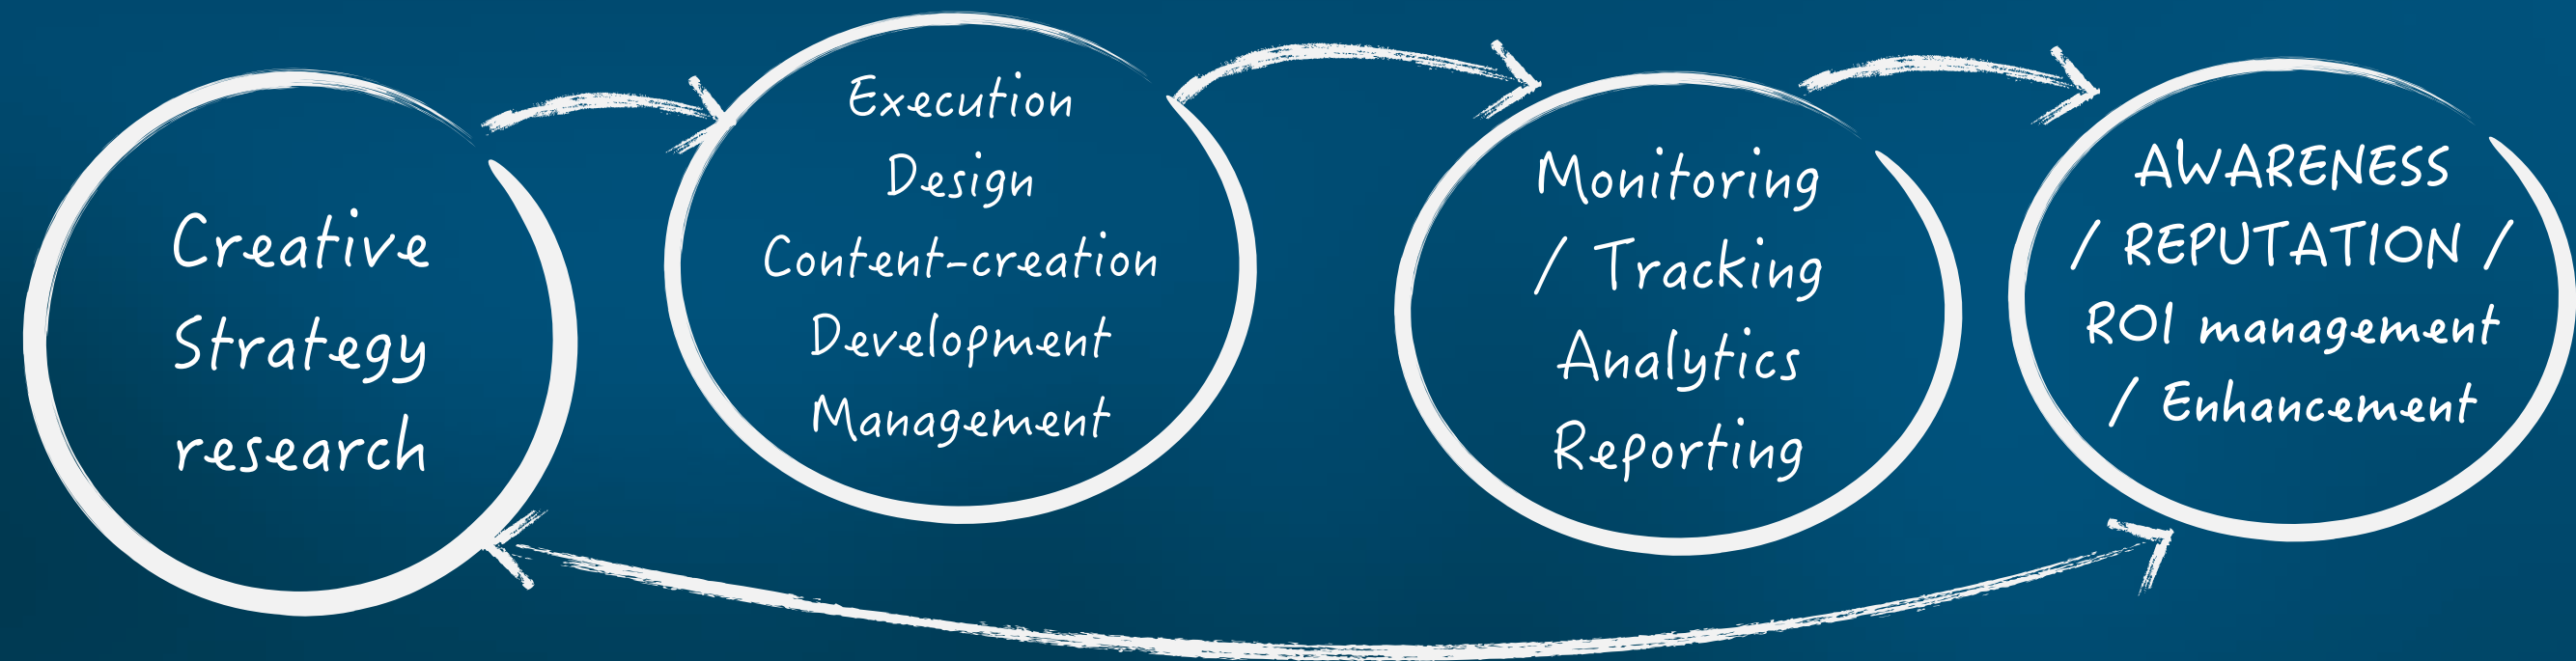 Creative
Strategy
research
Execution
Design
Content-creation
Development
Management
Monitoring
/ Tracking
Analytics
Reporting
AWARENESS
/ REPUTATION /
ROI management
/ Enhancement